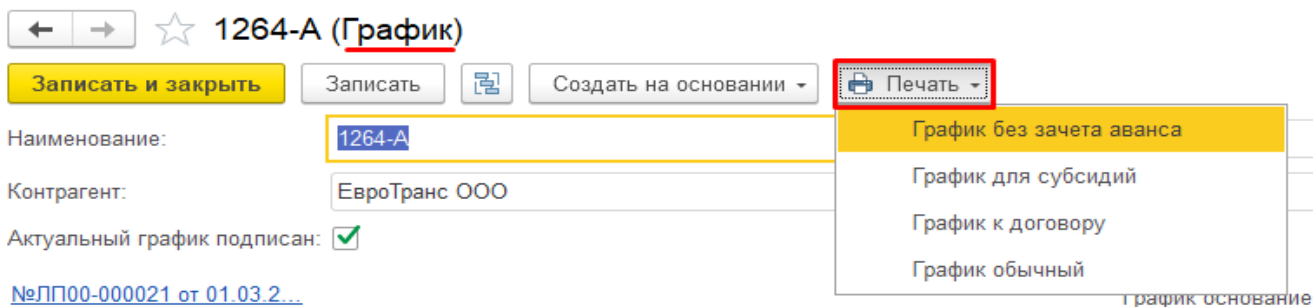 1264-А (График)
Записать и закрыть Записать Создать на основании Печать
График без зачета аванса
Наименование: 1264-А
График для субсидий
Контрагент: ЕвроТранс ООО
График к договору
Актуальный график подписан:
График обычный
№ЛП00-000021 от 01.03.2... График основание